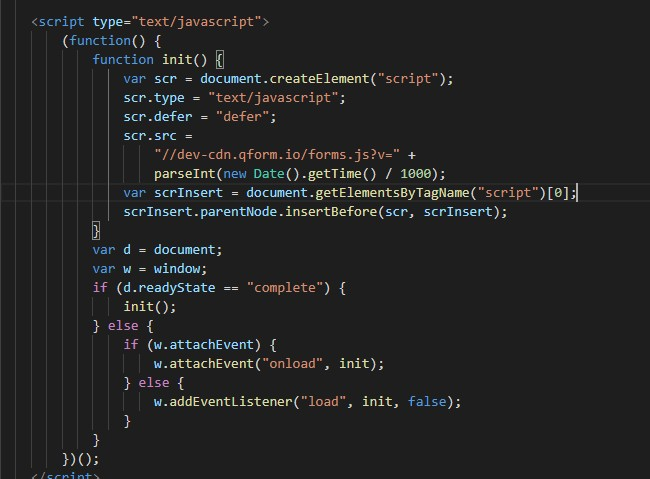 <script type="text/javascript">
(function() {
function init() {
var scr = document.createElement("script");
scr.type = "text/javascript";
scr.defer = "defer";
scr.src =
"//dev-cdn.qform.io/forms.js?v=" +
parseInt(new Date().getTime() / 1000);
var scrInsert = document.getElementsByTagName("script")[0];
scrInsert.parentNode.insertBefore(scr, scrInsert);
}
var d = document;
var w = window;
if (d.readyState == "complete") {
init();
} else {
if (w.attachEvent) {
w.attachEvent("onload", init);
} else {
w.addEventListener("load", init, false);
}
}
})();
</script>